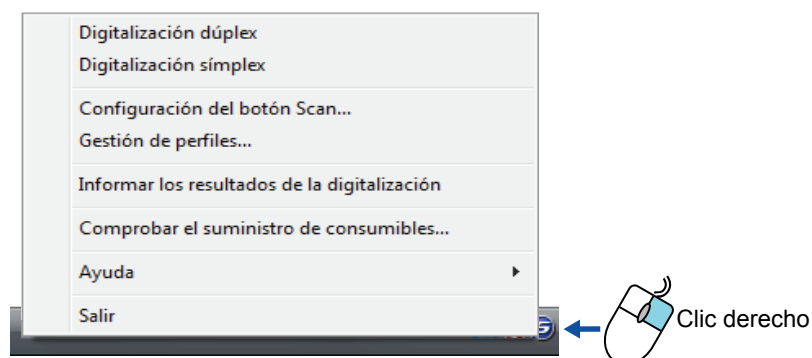 Digitalización dúplex
Digitalización símplex
Configuración del botón Scan...
Gestión de perfiles...
Informar los resultados de la digitalización
Comprobar el suministro de consumibles...
Ayuda
Salir
Clic derecho